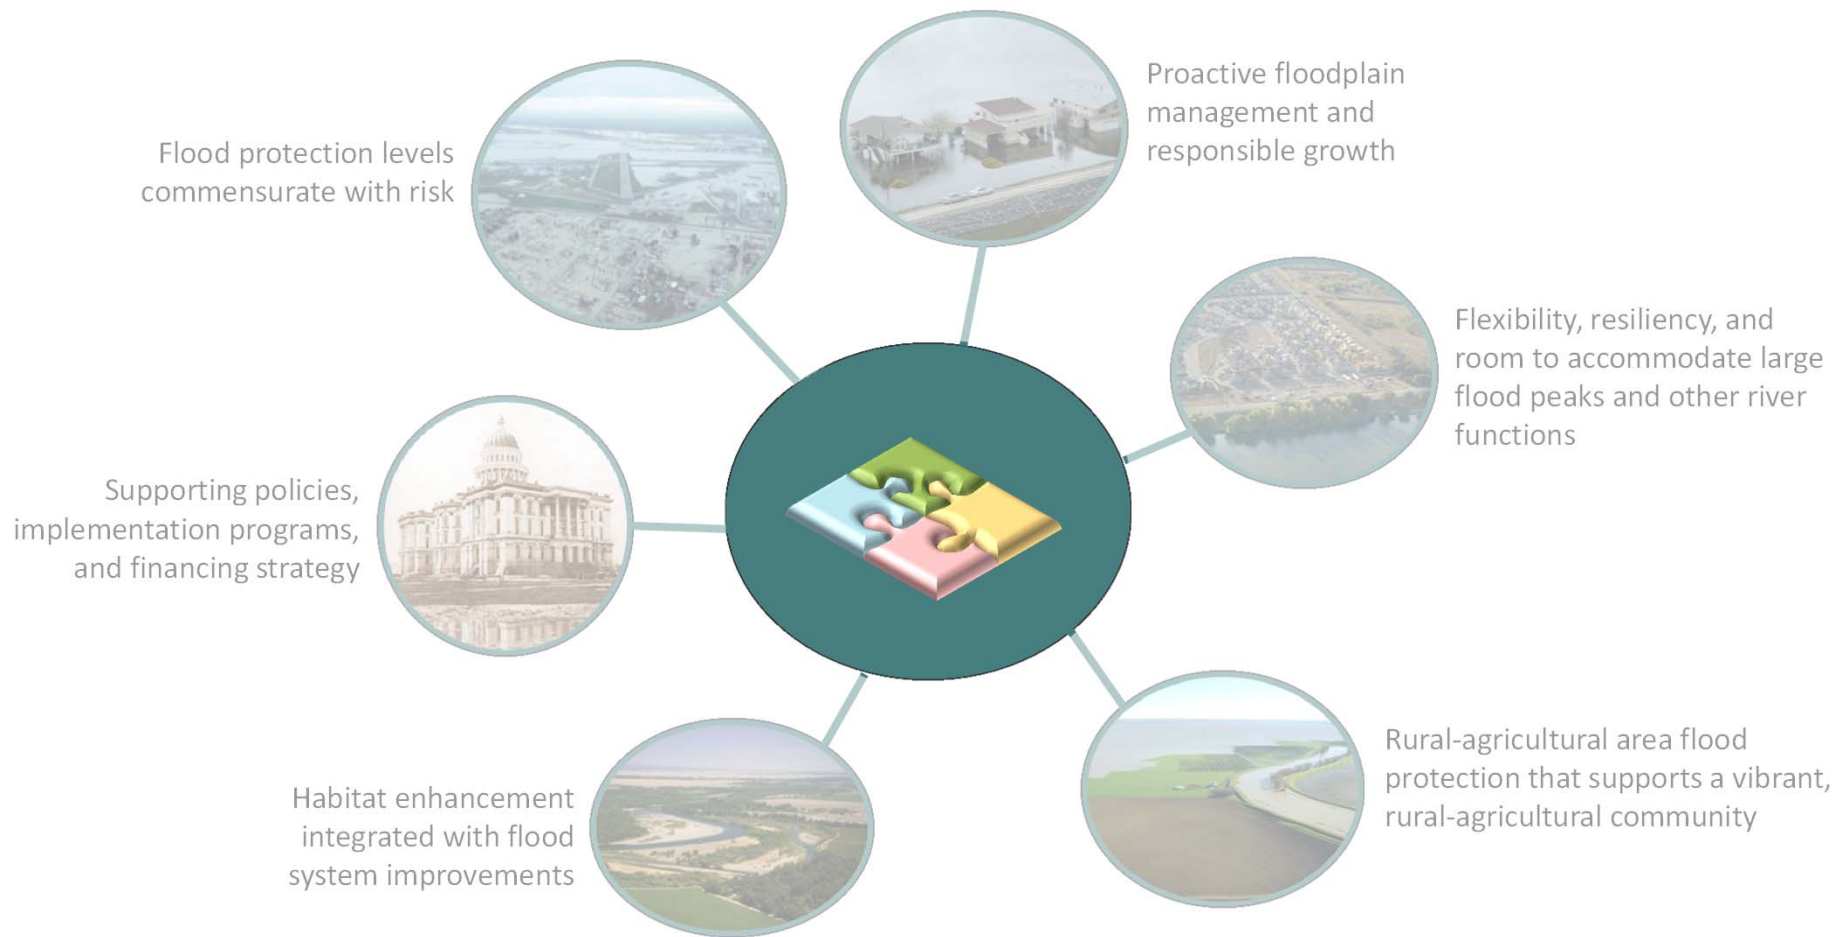 Proactive floodplain
management and
responsible growth
Flood protection levels
commensurate with risk
Flexibility, resiliency, and
room to accommodate large
flood peaks and other river
functions
Supporting policies,
implementation programs,
and financing strategy
Rural-agricultural area flood
protection that supports a vibrant,
rural-agricultural community
Habitat enhancement
integrated with flood
system improvements